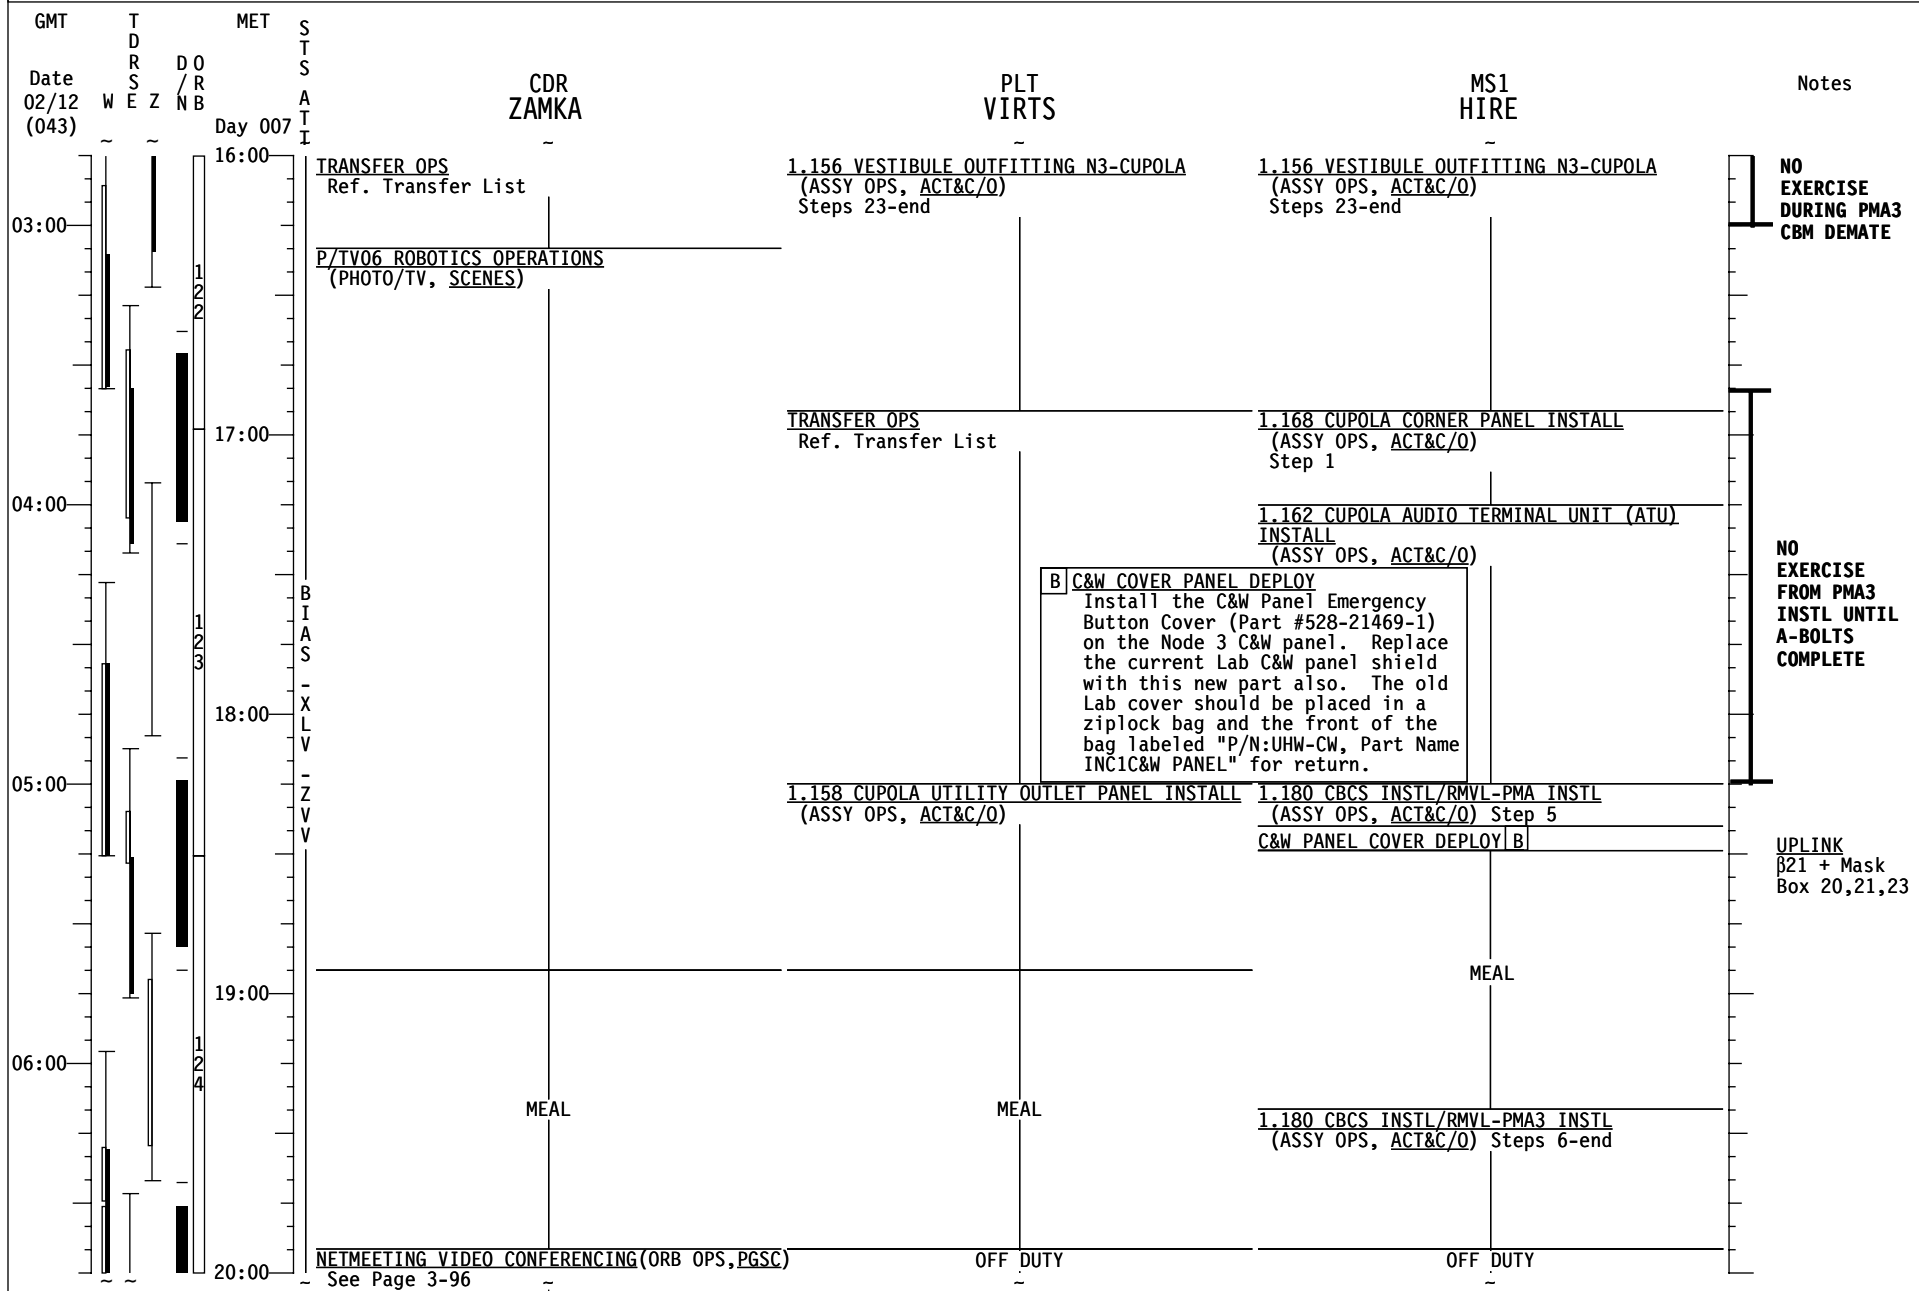 GMT
TDRS
MET
STS ATT
Date
02/12
(043)
W E Z
D/N
ORB
Day 007
CDR
ZAMKA
PLT
VIRTS
MS1
HIRE
Notes
~ ~ ~ ~ ~ ~
16:00
TRANSFER OPS
Ref. Transfer List
1.156 VESTIBULE OUTFITTING N3-CUPOLA
(ASSY OPS, ACT&C/O)
Steps 23-end
1.156 VESTIBULE OUTFITTING N3-CUPOLA
(ASSY OPS, ACT&C/O)
Steps 23-end
NO
EXERCISE
DURING PMA3
CBM DEMATE
03:00
P/TV06 ROBOTICS OPERATIONS
(PHOTO/TV, SCENES)
122
17:00
TRANSFER OPS
Ref. Transfer List
1.168 CUPOLA CORNER PANEL INSTALL
(ASSY OPS, ACT&C/O)
Step 1
04:00
1.162 CUPOLA AUDIO TERMINAL UNIT (ATU)
INSTALL
(ASSY OPS, ACT&C/O)
NO
EXERCISE
FROM PMA3
INSTL UNTIL
A-BOLTS
COMPLETE
B C&W COVER PANEL DEPLOY
Install the C&W Panel Emergency
Button Cover (Part #528-21469-1)
on the Node 3 C&W panel. Replace
the current Lab C&W panel shield
with this new part also. The old
Lab cover should be placed in a
ziplock bag and the front of the
bag labeled "P/N:UHW-CW, Part Name
INC1C&W PANEL" for return.
123
BIAS -XLV -ZVV
18:00
05:00
1.158 CUPOLA UTILITY OUTLET PANEL INSTALL
(ASSY OPS, ACT&C/O)
1.180 CBCS INSTL/RMVL-PMA INSTL
(ASSY OPS, ACT&C/O) Step 5
C&W PANEL COVER DEPLOY B
UPLINK
β21 + Mask
Box 20,21,23
MEAL
19:00
124
06:00
MEAL
MEAL
1.180 CBCS INSTL/RMVL-PMA3 INSTL
(ASSY OPS, ACT&C/O) Steps 6-end
20:00
NETMEETING VIDEO CONFERENCING(ORB OPS,PGSC)
See Page 3-96
OFF DUTY
OFF DUTY
~ ~ ~ ~ ~ ~